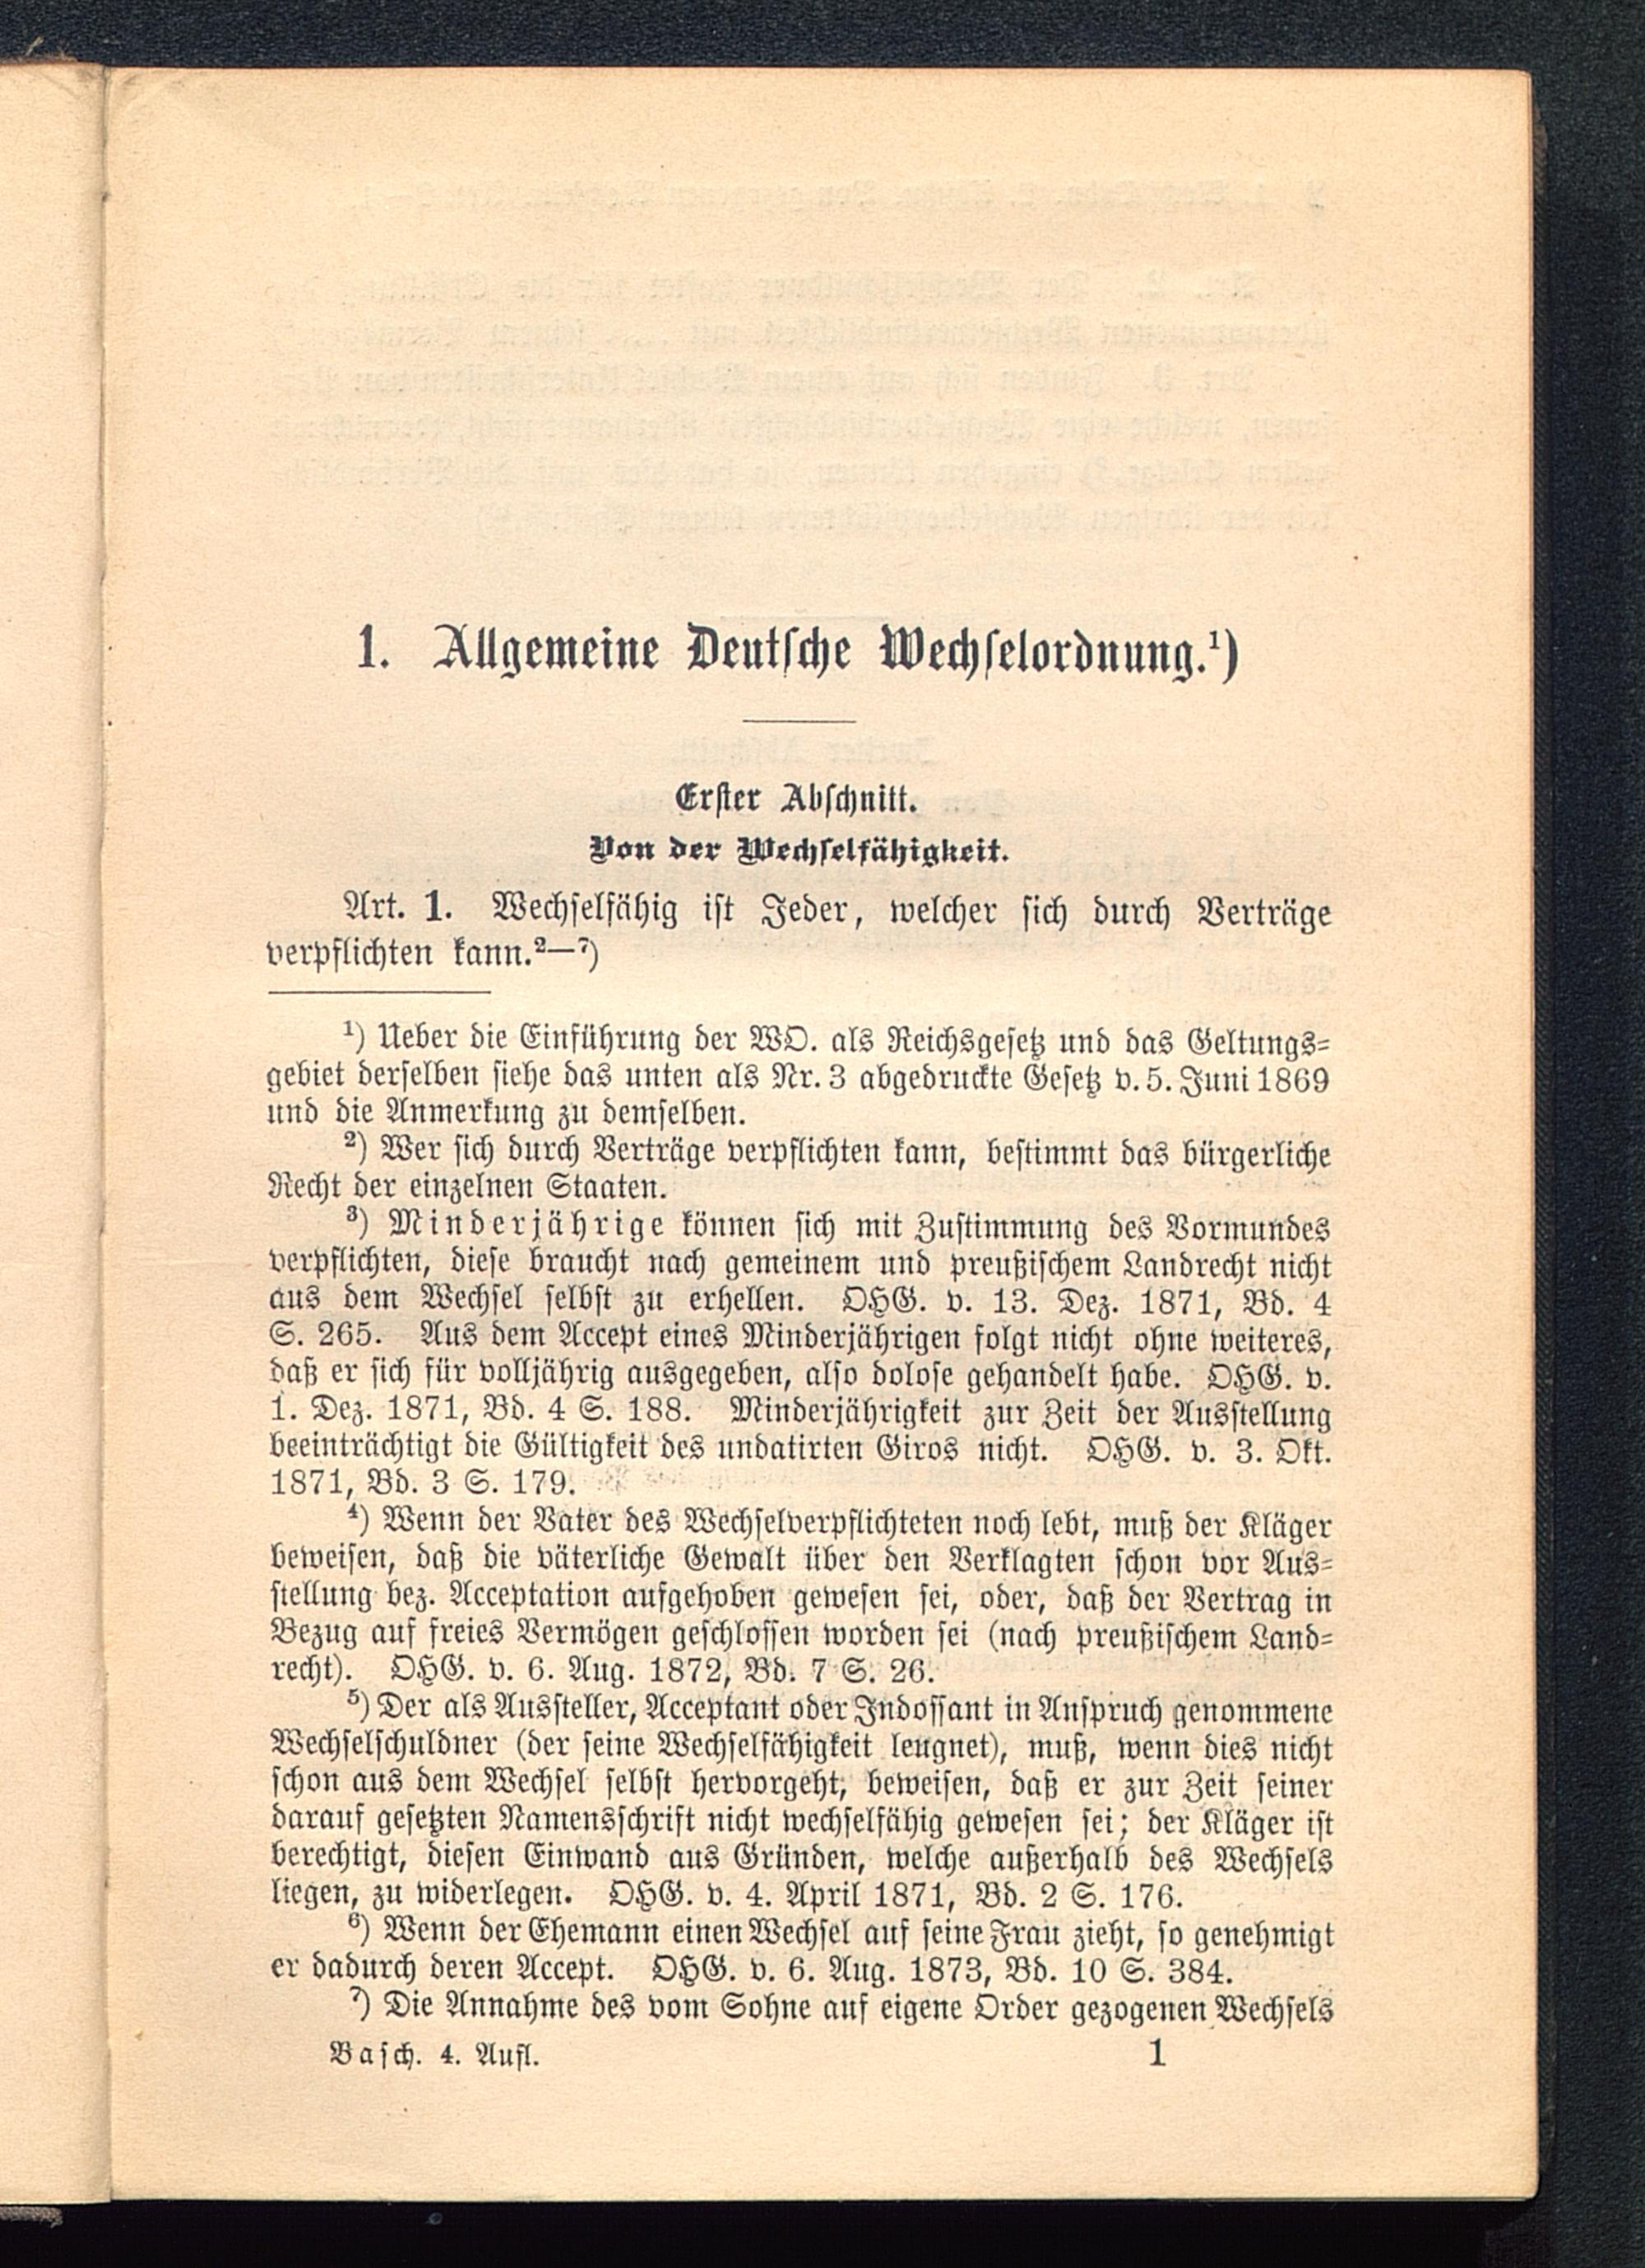 1. Allgemeine Deutsche Wechselordnung.¹)
Erster Abschnitt.
Von der Wechselfähigkeit.
Art. 1. Wechselfähig ist Jeder, welcher sich durch Verträge
verpflichten kann.²—⁷)
¹) Ueber die Einführung der WO. als Reichsgesetz und das Geltungs=
gebiet derselben siehe das unten als Nr. 3 abgedruckte Gesetz v. 5. Juni 1869
und die Anmerkung zu demselben.
²) Wer sich durch Verträge verpflichten kann, bestimmt das bürgerliche
Recht der einzelnen Staaten.
³) Minderjährige können sich mit Zustimmung des Vormundes
verpflichten, diese braucht nach gemeinem und preußischem Landrecht nicht
aus dem Wechsel selbst zu erhellen. OHG. v. 13. Dez. 1871, Bd. 4
S. 265. Aus dem Accept eines Minderjährigen folgt nicht ohne weiteres,
daß er sich für volljährig ausgegeben, also dolose gehandelt habe. OHG. v.
1. Dez. 1871, Bd. 4 S. 188. Minderjährigkeit zur Zeit der Ausstellung
beeinträchtigt die Gültigkeit des undatirten Giros nicht. OHG. v. 3. Okt.
1871, Bd. 3 S. 179.
⁴) Wenn der Vater des Wechselverpflichteten noch lebt, muß der Kläger
beweisen, daß die väterliche Gewalt über den Verklagten schon vor Aus=
stellung bez. Acceptation aufgehoben gewesen sei, oder, daß der Vertrag in
Bezug auf freies Vermögen geschlossen worden sei (nach preußischem Land=
recht). OHG. v. 6. Aug. 1872, Bd. 7 S. 26.
⁵) Der als Aussteller, Acceptant oder Indossant in Anspruch genommene
Wechselschuldner (der seine Wechselfähigkeit leugnet), muß, wenn dies nicht
schon aus dem Wechsel selbst hervorgeht, beweisen, daß er zur Zeit seiner
darauf gesetzten Namensschrift nicht wechselfähig gewesen sei; der Kläger ist
berechtigt, diesen Einwand aus Gründen, welche außerhalb des Wechsels
liegen, zu widerlegen. OHG. v. 4. April 1871, Bd. 2 S. 176.
⁶) Wenn der Ehemann einen Wechsel auf seine Frau zieht, so genehmigt
er dadurch deren Accept. OHG. v. 6. Aug. 1873, Bd. 10 S. 384.
⁷) Die Annahme des vom Sohne auf eigene Order gezogenen Wechsels
Basch. 4. Aufl. 1